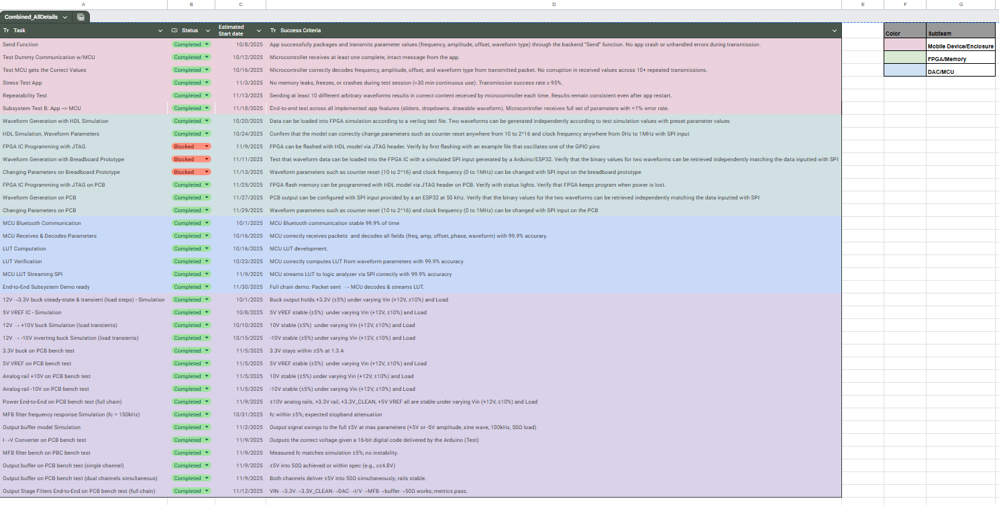 A B C D E F G
Combined_AllDetails
Task Status Estimated Start date Success Criteria Color Subteam
Send Function Completed 10/8/2025 App successfully packages and transmits parameter values (frequency, amplitude, offset, waveform type) through the backend "Send" function. No app crash or unhandled errors during transmission. Mobile Device/Enclosure
Test Dummy Communication w/MCU Completed 10/12/2025 Microcontroller receives at least one complete, intact message from the app. FPGA/Memory
Test MCU gets the Correct Values Completed 10/16/2025 Microcontroller correctly decodes frequency, amplitude, offset, and waveform type from transmitted packet. No corruption in received values across 10+ repeated transmissions. DAC/MCU
Stress Test App Completed 11/3/2025 No memory leaks, freezes, or crashes during test session (>30 min continuous use). Transmission success rate ≥ 95%.
Repeatability Test Completed 11/13/2025 Sending at least 10 different arbitrary waveforms results in correct content received by microcontroller each time. Results remain consistent even after app restart.
Subsystem Test B: App --> MCU Completed 11/18/2025 End-to-end test across all implemented app features (sliders, dropdowns, drawable waveform). Microcontroller receives full set of parameters with <1% error rate.
Waveform Generation with HDL Simulation Completed 10/20/2025 Data can be loaded into FPGA simulation according to a verilog test file. Two waveforms can be generated independently according to test simulation values with preset parameter values
HDL Simulation, Waveform Parameters Completed 10/24/2025 Confirm that the model can correctly change parameters such as counter reset anywhere from 10 to 2^16 and clock frequency anywhere from 0Hz to 1MHz with SPI input
FPGA IC Programming with JTAG Blocked 11/9/2025 FPGA can be flashed with HDL model via JTAG header. Verify by first flashing with an example file that oscillates one of the GPIO pins
Waveform Generation with Breadboard Prototype Blocked 11/11/2025 Test that waveform data can be loaded into the FPGA IC with a simulated SPI input generated by a Arduino/ESP32. Verify that the binary values for two waveforms can be retrieved independently matching the data inputted with SPI
Changing Parameters on Breadboard Prototype Blocked 11/13/2025 Waveform parameters such as counter reset (10 to 2^16) and clock frequency (0 to 1MHz) can be changed with SPI input on the breadboard prototype
FPGA IC Programming with JTAG on PCB Completed 11/25/2025 FPGA flash memory can be programmed with HDL model via JTAG header on PCB. Verify with status lights. Verify that FPGA keeps program when power is lost.
Waveform Generation on PCB Completed 11/27/2025 PCB output can be configured with SPI input provided by a an ESP32 at 50 kHz. Verify that the binary values for the two waveforms can be retrieved independently matching the data inputted with SPI
Changing Parameters on PCB Completed 11/29/2025 Waveform parameters such as counter reset (10 to 2^16) and clock frequency (0 to 1MHz) can be changed with SPI input on the PCB
MCU Bluetooth Communication Completed 10/1/2025 MCU Bluetooth communication stable 99.9% of time
MCU Receives & Decodes Parameters Completed 10/16/2025 MCU correctly receives packets and decodes all fields (freq, amp, offset, phase, waveform) with 99.9% accurary.
LUT Computation Completed 10/16/2025 MCU LUT development.
LUT Verification Completed 10/23/2025 MCU correctly computes LUT from waveform parameters with 99.9% accuracy
MCU LUT Streaming SPI Completed 11/9/2025 MCU streams LUT to logic analyzer via SPI correctly with 99.9% accuracry
End-to-End Subsystem Demo ready Completed 11/30/2025 Full chain demo: Packet sent → MCU decodes & streams LUT.
12V→3.3V buck steady-state & transient (load steps) - Simulation Completed 10/1/2025 Buck output holds +3.3V (±5%) under varying Vin (+12V, ±10%) and Load
5V VREF IC - Simulation Completed 10/8/2025 5V VREF stable (±5%) under varying Vin (+12V, ±10%) and Load
12V → +10V buck Simulation (load transients) Completed 10/10/2025 10V stable (±5%) under varying Vin (+12V, ±10%) and Load
12V → -10V inverting buck Simulation (load transients) Completed 10/15/2025 -10V stable (±5%) under varying Vin (+12V, ±10%) and Load
3.3V buck on PCB bench test Completed 11/5/2025 3.3V stays within ±5% at 1.3 A
5V VREF on PCB bench test Completed 11/5/2025 5V VREF stable (±5%) under varying Vin (+12V, ±10%) and Load
Analog rail +10V on PCB bench test Completed 11/5/2025 10V stable (±5%) under varying Vin (+12V, ±10%) and Load
Analog rail -10V on PCB bench test Completed 11/5/2025 -10V stable (±5%) under varying Vin (+12V, ±10%) and Load
Power End-to-End on PCB bench test (full chain) Completed 11/9/2025 ±10V analog rails, +3.3V rail, +3.3V_CLEAN, +5V VREF all are stable under varying Vin (+12V, ±10%) and Load
MFB filter frequency response Simulation (fc = 150kHz) Completed 10/31/2025 fc within ±5%; expected stopband attenuation
Output buffer model Simulation Completed 11/2/2025 Output signal swings to the full ±5V at max parameters (+5V or -5V amplitude, sine wave, 100kHz, 50Ω load)
I→V Converter on PCB bench test Completed 11/9/2025 Outputs the correct voltage given a 16-bit digital code delivered by the Arduino (Test)
MFB filter bench on PBC bench test Completed 11/9/2025 Measured fc matches simulation ±5%; no instability.
Output buffer on PCB bench test (single channel) Completed 11/9/2025 ±5V into 50Ω achieved or within spec (e.g., ≥±4.8V)
Output buffer on PCB bench test (dual channels simultaneous) Completed 11/9/2025 Both channels deliver ±5V into 50Ω simultaneously; rails stable.
Output Stage Filters End-to-End on PCB bench test (full chain) Completed 11/12/2025 VIN→3.3V→3.3V_CLEAN→DAC→I/V→MFB→buffer→50Ω works; metrics pass.